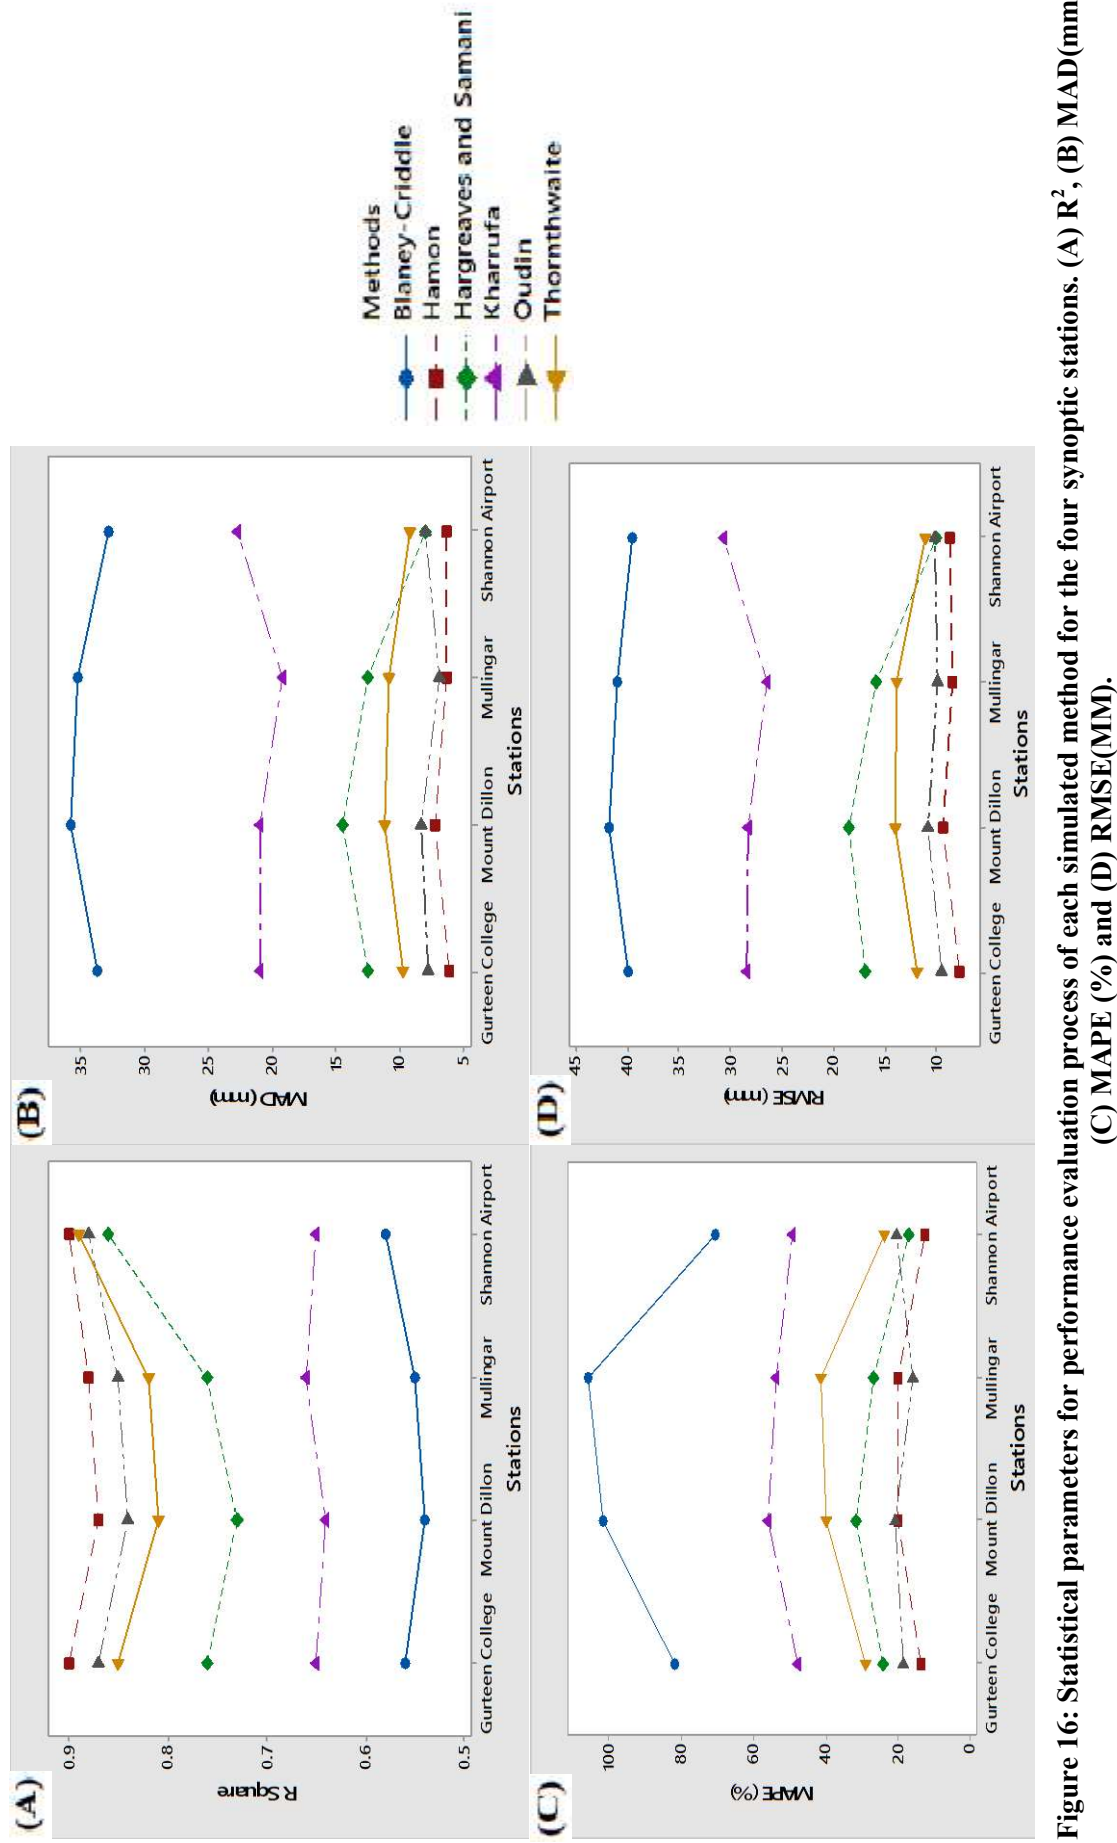 (A)
R Square
0.9
0.8
0.7
0.6
0.5
Gurteen College
Mount Dillon
Mullingar
Shannon Airport
Stations
(B)
MAD (mm)
35
30
25
20
15
10
5
Gurteen College
Mount Dillon
Mullingar
Shannon Airport
Stations
Methods
Blaney-Criddle
Hamon
Hargreaves and Samani
Kharrufa
Oudin
Thornthwaite
(C)
MAPE (%)
100
80
60
40
20
0
Gurteen College
Mount Dillon
Mullingar
Shannon Airport
Stations
(D)
RMSE (mm)
45
40
35
30
25
20
15
10
Gurteen College
Mount Dillon
Mullingar
Shannon Airport
Stations
Figure 16: Statistical parameters for performance evaluation process of each simulated method for the four synoptic stations. (A) R², (B) MAD(mm
(C) MAPE (%) and (D) RMSE(MM).